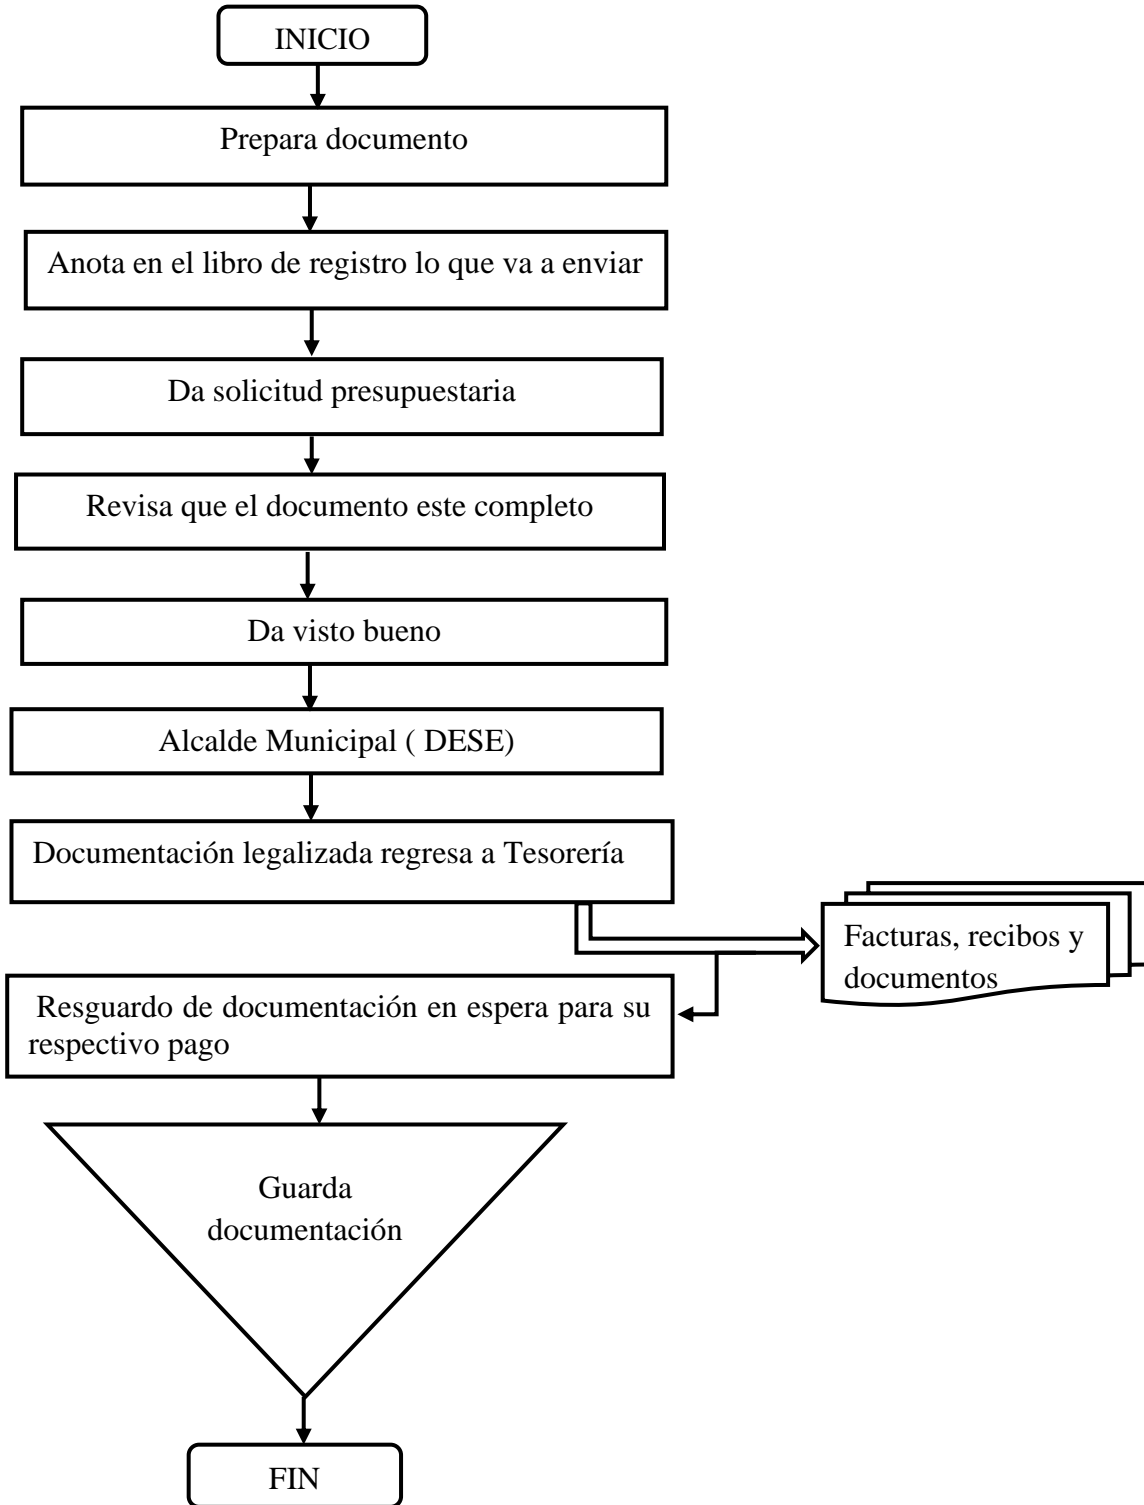 INICIO
Prepara documento
Anota en el libro de registro lo que va a enviar
Da solicitud presupuestaria
Revisa que el documento este completo
Da visto bueno
Alcalde Municipal ( DESE)
Documentación legalizada regresa a Tesorería
Facturas, recibos y
documentos
Resguardo de documentación en espera para su
respectivo pago
Guarda
documentación
FIN